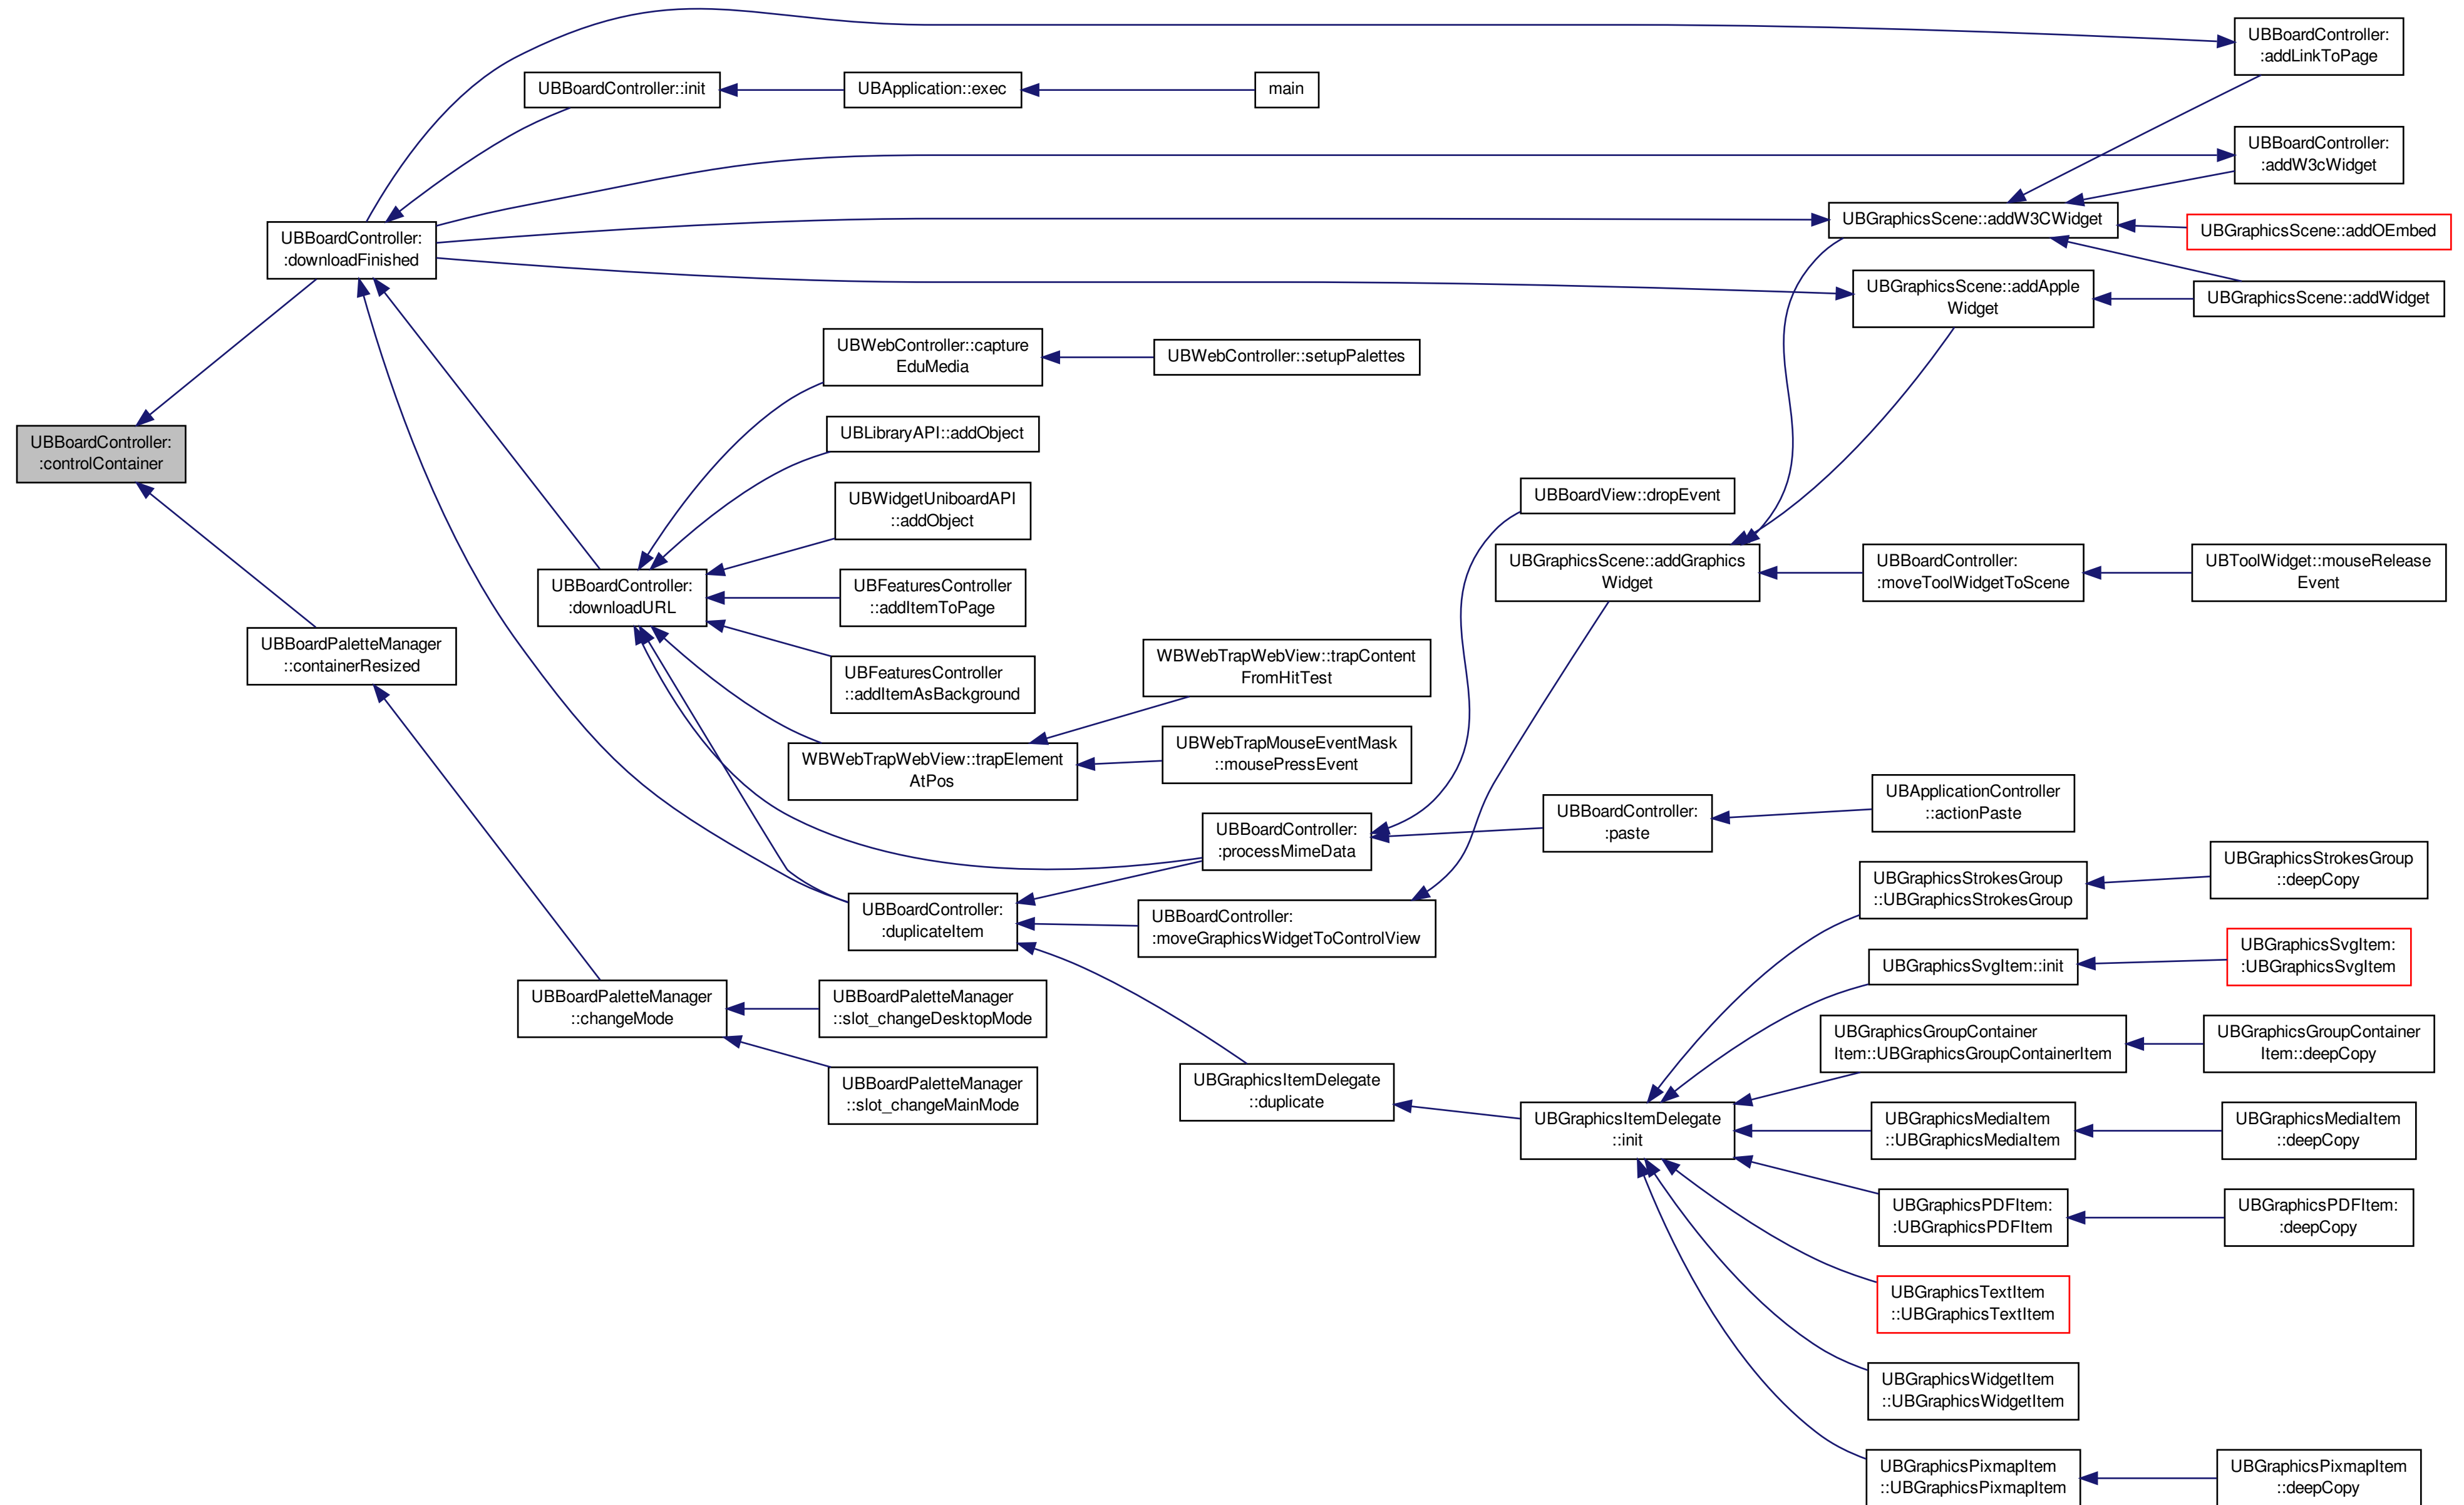 UBBoardController:
:addLinkToPage
UBBoardController::init
UBApplication::exec
main
UBBoardController:
:addW3cWidget
UBGraphicsScene::addW3CWidget
UBGraphicsScene::addOEmbed
UBBoardController:
:downloadFinished
UBGraphicsScene::addApple
Widget
UBGraphicsScene::addWidget
UBWebController::capture
EduMedia
UBWebController::setupPalettes
UBLibraryAPI::addObject
UBBoardController:
:controlContainer
UBWidgetUniboardAPI
::addObject
UBBoardView::dropEvent
UBBoardController:
:downloadURL
UBFeaturesController
::addItemToPage
UBGraphicsScene::addGraphics
Widget
UBBoardController:
:moveToolWidgetToScene
UBToolWidget::mouseRelease
Event
UBBoardPaletteManager
::containerResized
UBFeaturesController
::addItemAsBackground
WBWebTrapWebView::trapContent
FromHitTest
WBWebTrapWebView::trapElement
AtPos
UBWebTrapMouseEventMask
::mousePressEvent
UBBoardController:
:processMimeData
UBBoardController:
:paste
UBApplicationController
::actionPaste
UBBoardController:
:duplicateItem
UBBoardController:
:moveGraphicsWidgetToControlView
UBGraphicsStrokesGroup
::UBGraphicsStrokesGroup
UBGraphicsStrokesGroup
::deepCopy
UBGraphicsSvgItem::init
UBGraphicsSvgItem:
:UBGraphicsSvgItem
UBBoardPaletteManager
::changeMode
UBBoardPaletteManager
::slot_changeDesktopMode
UBBoardPaletteManager
::slot_changeMainMode
UBGraphicsItemDelegate
::duplicate
UBGraphicsItemDelegate
::init
UBGraphicsGroupContainer
Item::UBGraphicsGroupContainerItem
UBGraphicsGroupContainer
Item::deepCopy
UBGraphicsMediaItem
::UBGraphicsMediaItem
UBGraphicsMediaItem
::deepCopy
UBGraphicsPDFItem:
:UBGraphicsPDFItem
UBGraphicsPDFItem:
:deepCopy
UBGraphicsTextItem
::UBGraphicsTextItem
UBGraphicsWidgetItem
::UBGraphicsWidgetItem
UBGraphicsPixmapItem
::UBGraphicsPixmapItem
UBGraphicsPixmapItem
::deepCopy